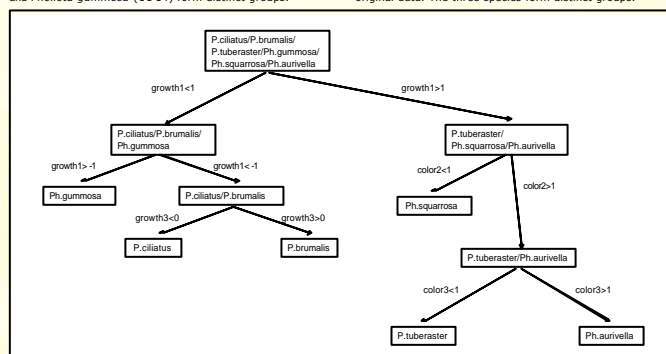 P.ciliatus/P.brumalis/
P.tuberaster/Ph.gummosa/
Ph.squarrosa/Ph.aurivella
growth1<1
growth1>1
P.ciliatus/P.brumalis/
Ph.gummosa
P.tuberaster/
Ph.squarrosa/Ph.aurivella
growth1> -1
growth1< -1
color2<1
color2>1
Ph.gummosa
P.ciliatus/P.brumalis
Ph.squarrosa
growth3<0
growth3>0
P.ciliatus
P.brumalis
P.tuberaster/Ph.aurivella
color3<1
color3>1
P.tuberaster
Ph.aurivella